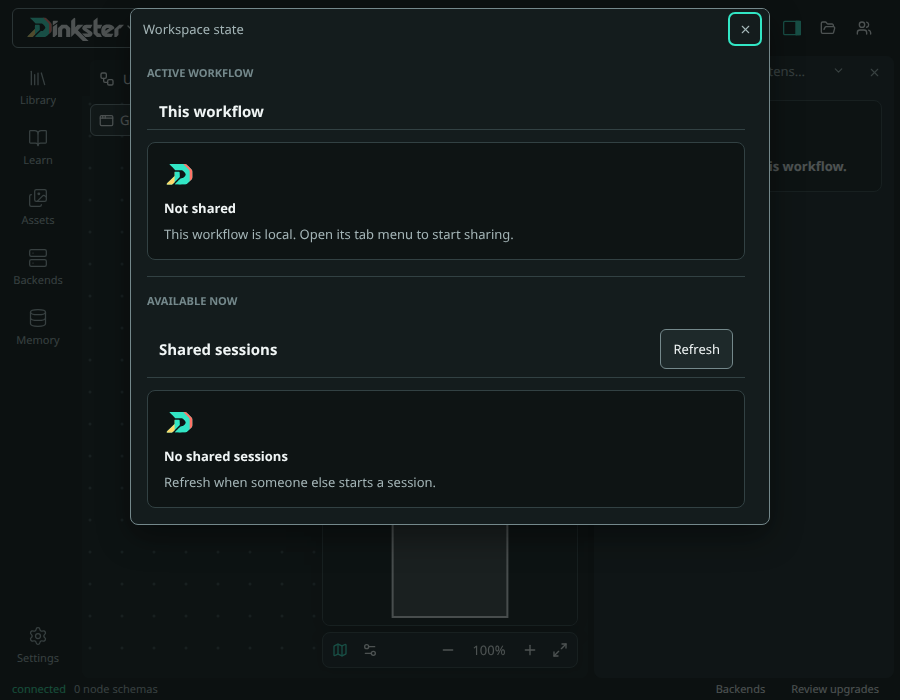 Dinkster
Workspace state
ACTIVE WORKFLOW
This workflow
Not shared
This workflow is local. Open its tab menu to start sharing.
AVAILABLE NOW
Shared sessions
Refresh
No shared sessions
Refresh when someone else starts a session.
Library
Learn
Assets
Backends
Memory
Settings
is workflow.
100%
connected
0 node schemas
Backends
Review upgrades